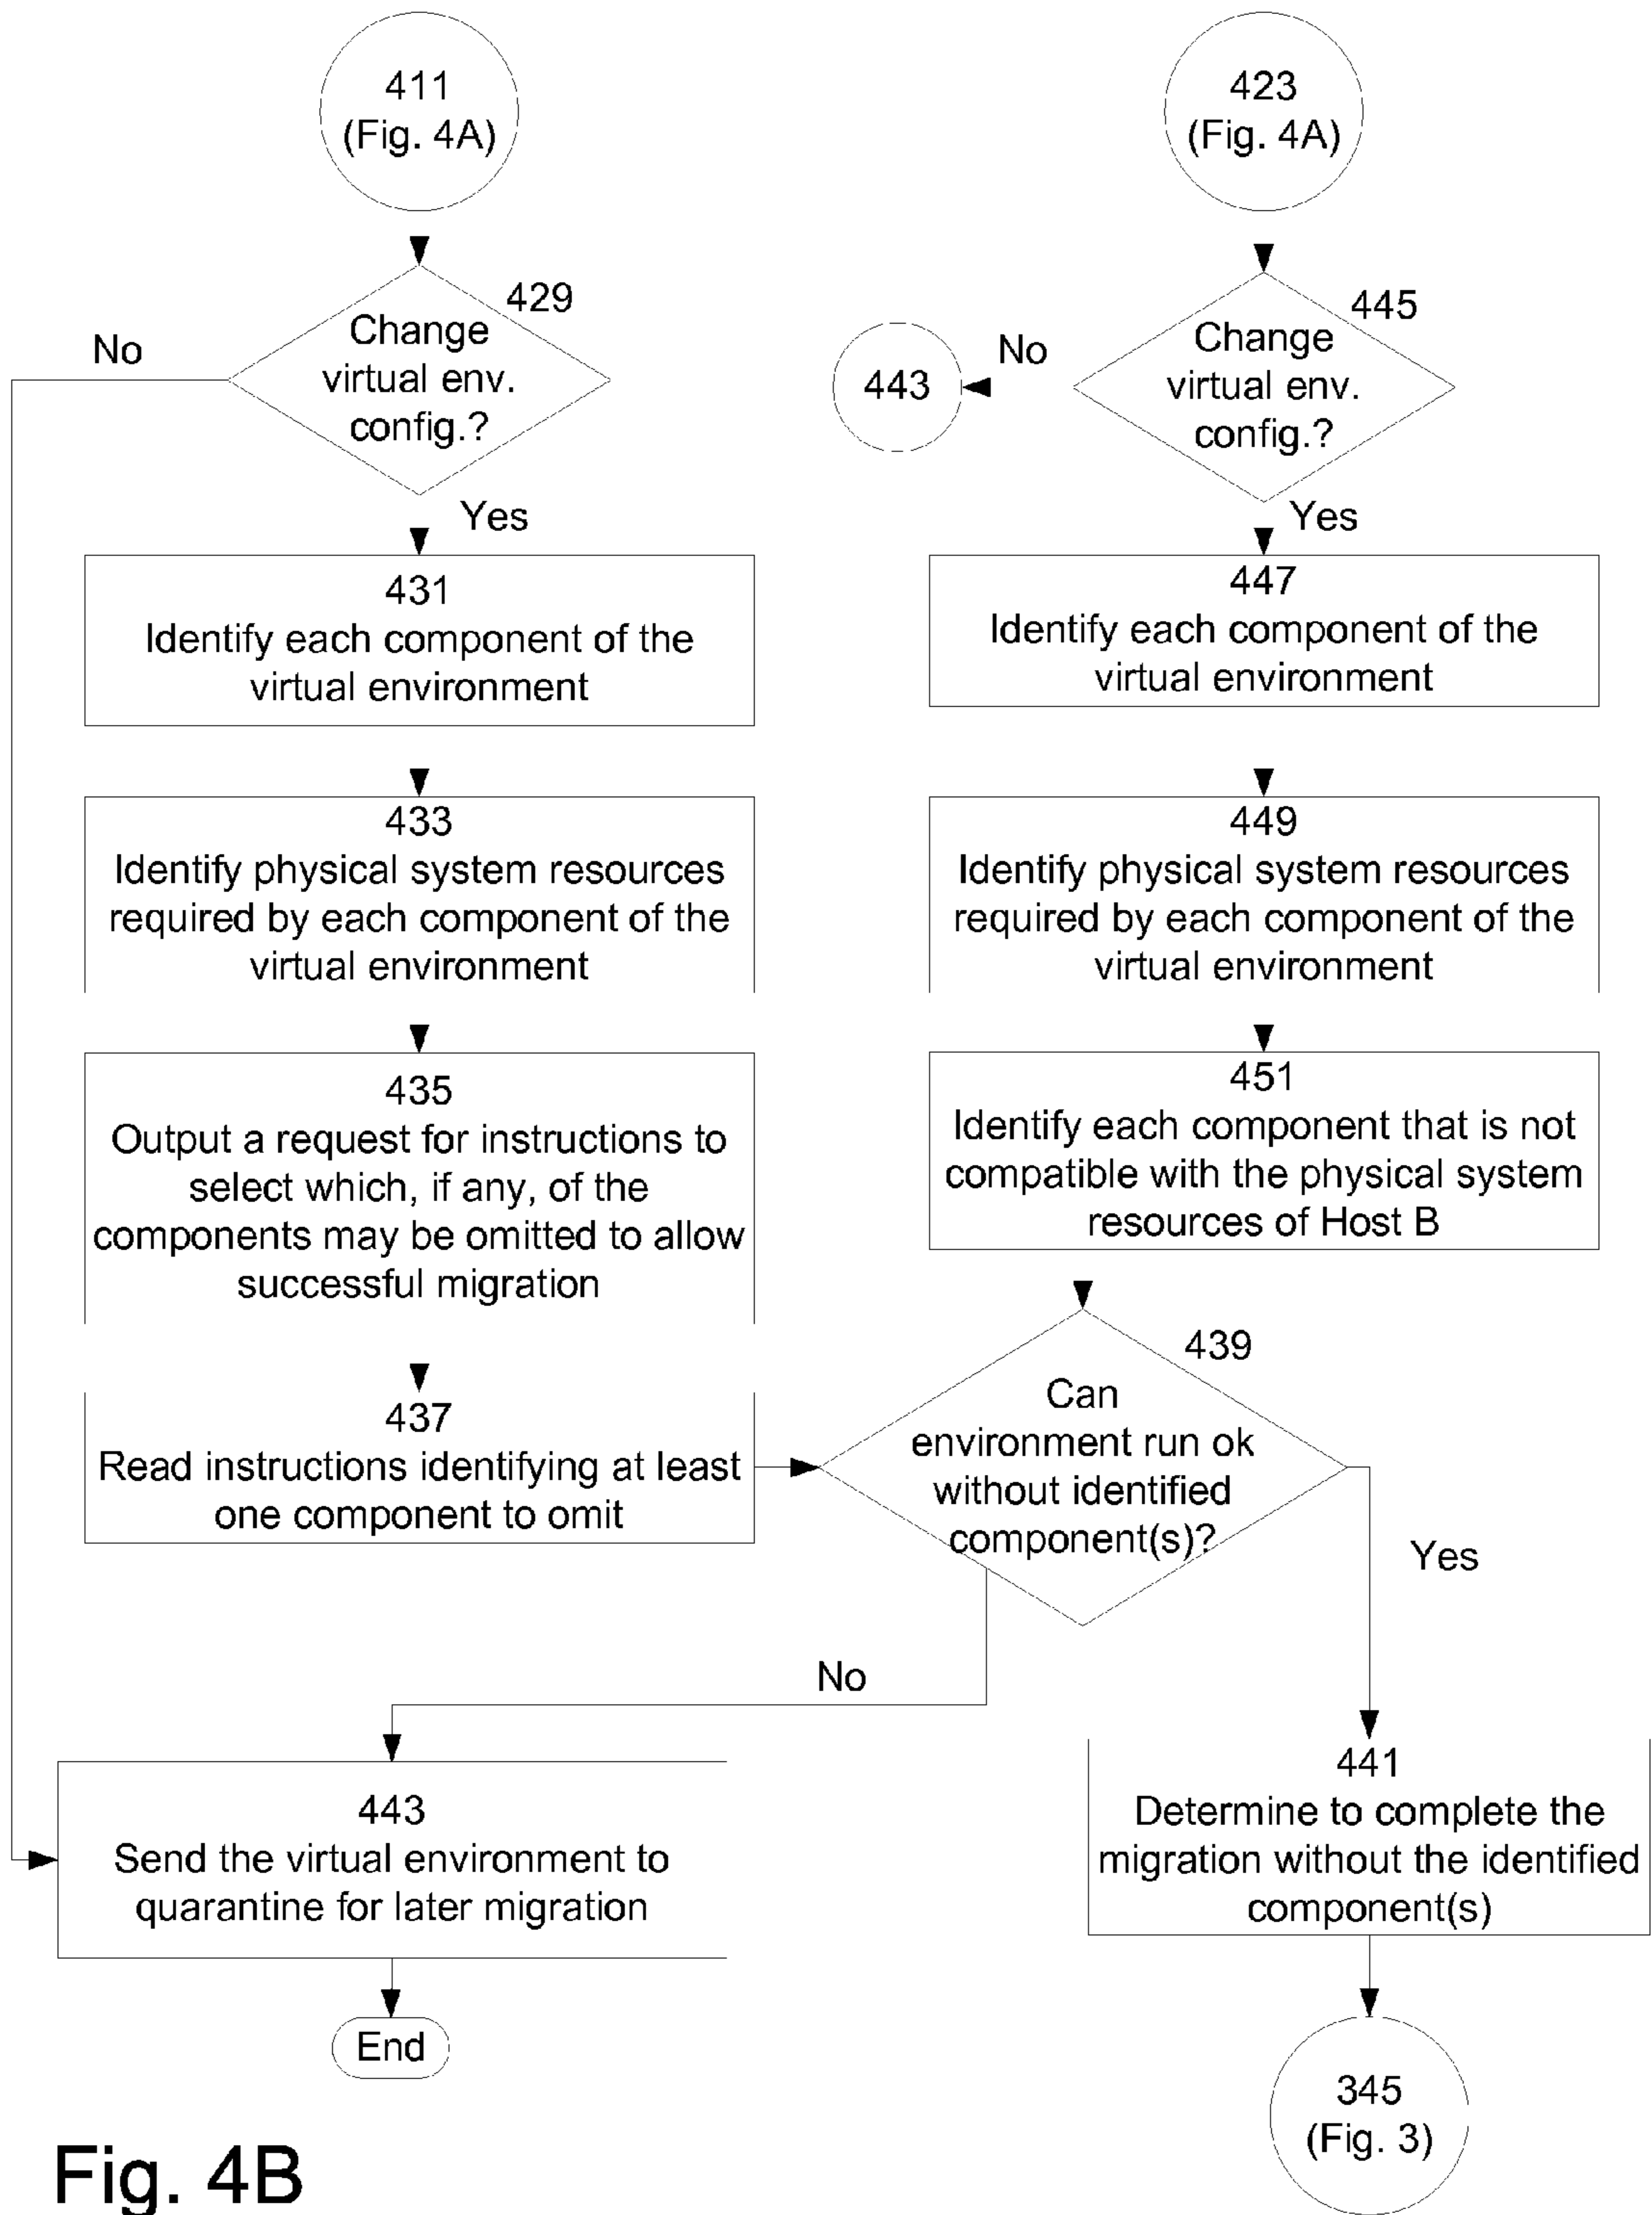 411
(Fig. 4A)
429
Change
virtual env.
config.?
No
Yes
431
Identify each component of the
virtual environment
433
Identify physical system resources
required by each component of the
virtual environment
435
Output a request for instructions to
select which, if any, of the
components may be omitted to allow
successful migration
437
Read instructions identifying at least
one component to omit
423
(Fig. 4A)
445
Change
virtual env.
config.?
No
443
Yes
447
Identify each component of the
virtual environment
449
Identify physical system resources
required by each component of the
virtual environment
451
Identify each component that is not
compatible with the physical system
resources of Host B
439
Can
environment run ok
without identified
component(s)?
Yes
No
443
Send the virtual environment to
quarantine for later migration
End
441
Determine to complete the
migration without the identified
component(s)
345
(Fig. 3)
Fig. 4B